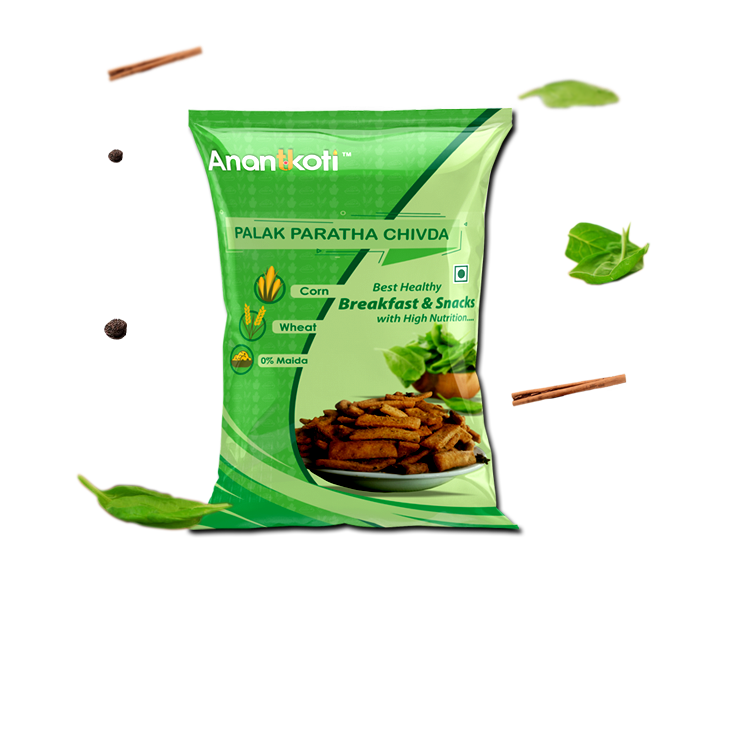 Anantkoti™
PALAK PARATHA CHIVDA
Corn
Wheat
0% Maida
Best Healthy
Breakfast & Snacks
with High Nutrition....